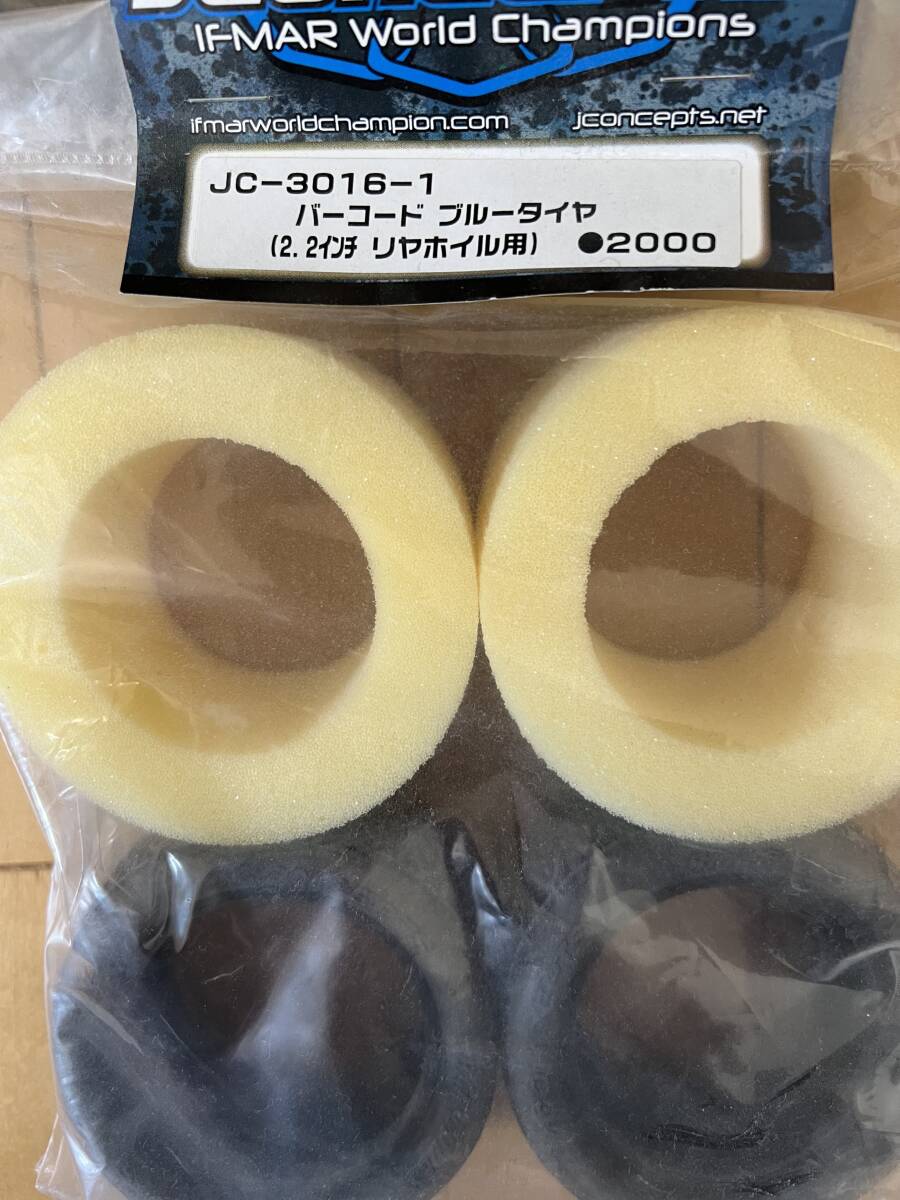 IFMAR World Champions
ifmarworldchampion.com jconcepts.net
JC-3016-1
バーコード ブルータイヤ
(2.2インチ リヤホイル用) ●2000